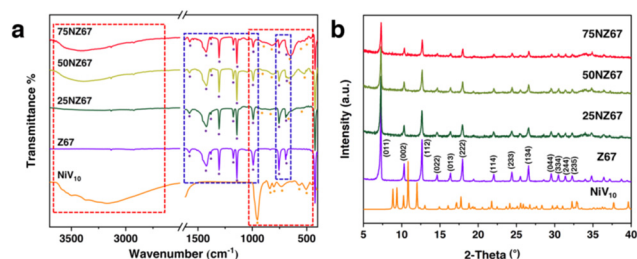 a
75NZ67
50NZ67
25NZ67
Z67
NiV10
Transmittance %
3500 3000 1500 1000 500
Wavenumber (cm-1)
b
75NZ67
50NZ67
25NZ67
Z67
NiV10
(011)
(002)
(112)
(022)
(013)
(222)
(114)
(233)
(134)
(044)
(334)
(244)
(235)
Intensity (a.u.)
5 10 15 20 25 30 35 40
2-Theta (°)